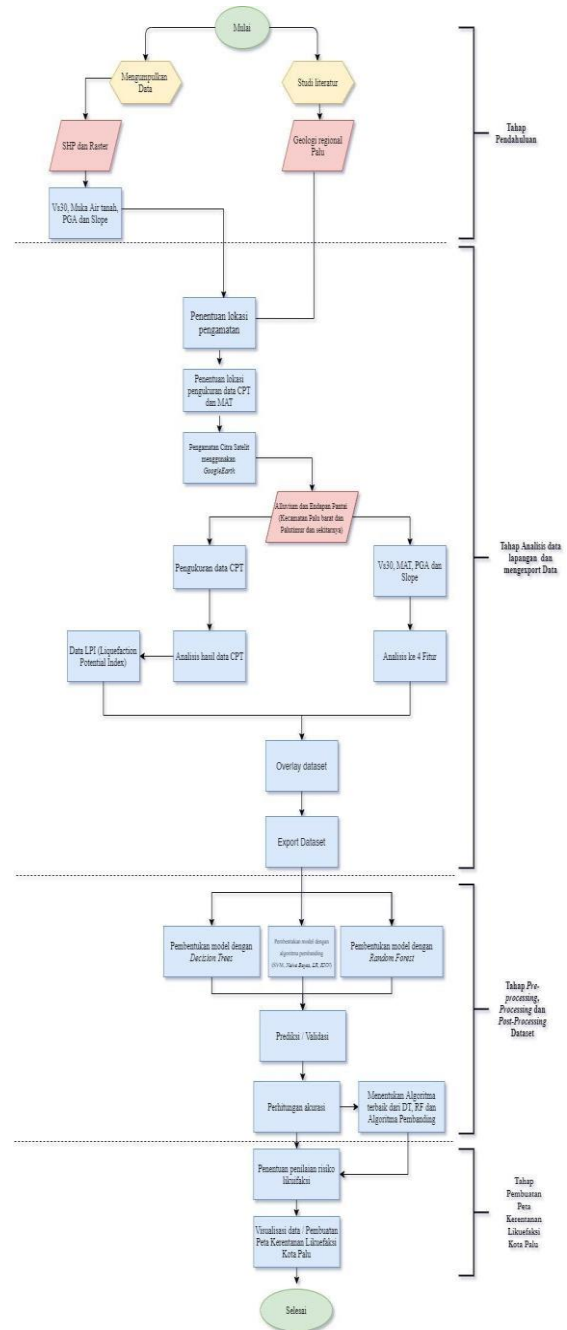 Mulai
Mengumpulkan
Data
Studi literatur
SHP dan Raster
Geologi regional
Palu
Tahap
Pendahuluan
Vs30, Muka Air tanah,
PGA dan Slope
Penentuan lokasi
pengamatan
Penentuan lokasi
pengukuran data CPT
dan MAT
Pengamatan Citra Satelit
menggunakan
GoogleEarth
Alluvium dan Endapan Pantai
(Kecamatan Palu barat dan
Palutimur dan sekitarnya)
Tahap Analisis data
lapangan dan
mengexport Data
Pengukuran data CPT
Vs30, MAT, PGA dan
Slope
Data LPI (Liquefaction
Potential Index)
Analisis hasil data CPT
Analisis ke 4 Fitur
Overlay dataset
Export Dataset
Pembentukan model dengan
Decision Trees
Pembentukan model dengan
algoritma pembanding
Naive Bayes,
Pembentukan model dengan
Random Forest
Tahap Pre-
processing,
Processing dan
Post-Processing
Dataset
Prediksi / Validasi
Perhitungan akurasi
Menentukan Algoritma
terbaik dari DT, RF dan
Algoritma Pembanding
Penentuan penilaian risiko
likuifaksi
Visualisasi data / Pembuatan
Peta Kerentanan Likuefaksi
Kota Palu
Tahap
Pembuatan
Peta
Kerentanan
Likuefaksi
Kota Palu
Selesai